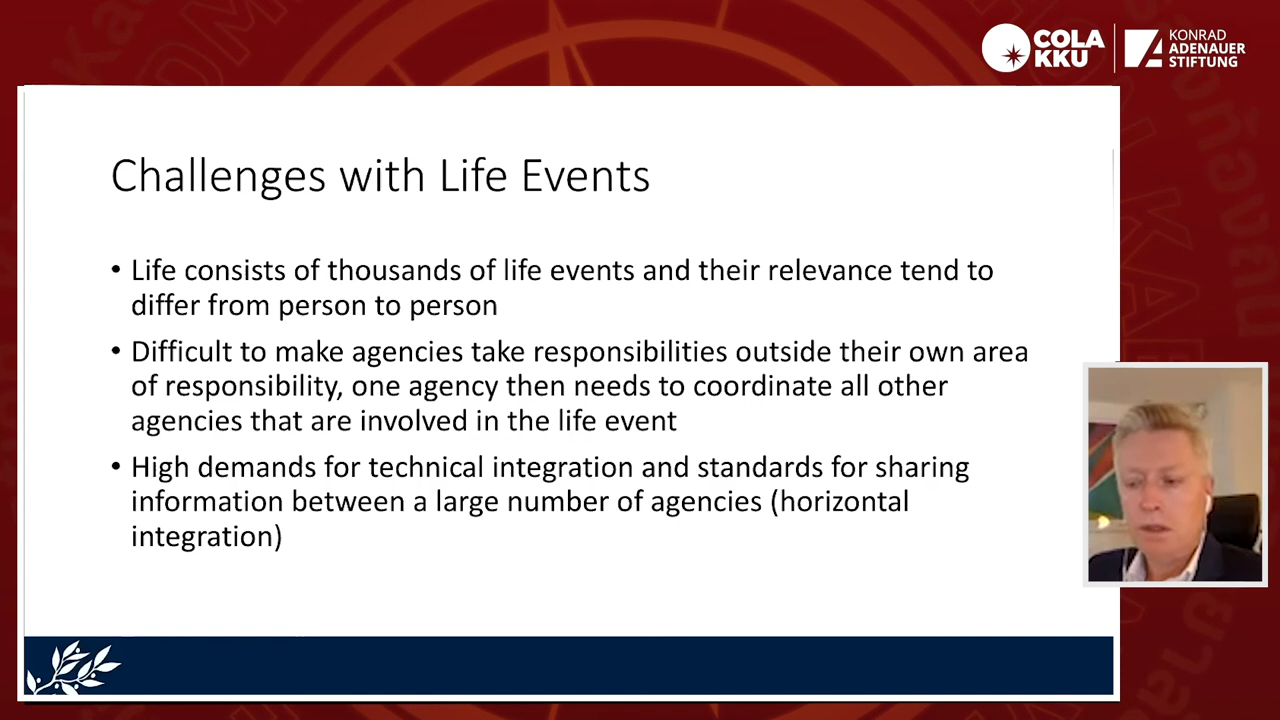 COLA
KKU
KONRAD
ADENAUER
STIFTUNG
Challenges with Life Events
• Life consists of thousands of life events and their relevance tend to
differ from person to person
• Difficult to make agencies take responsibilities outside their own area
of responsibility, one agency then needs to coordinate all other
agencies that are involved in the life event
• High demands for technical integration and standards for sharing
information between a large number of agencies (horizontal
integration)